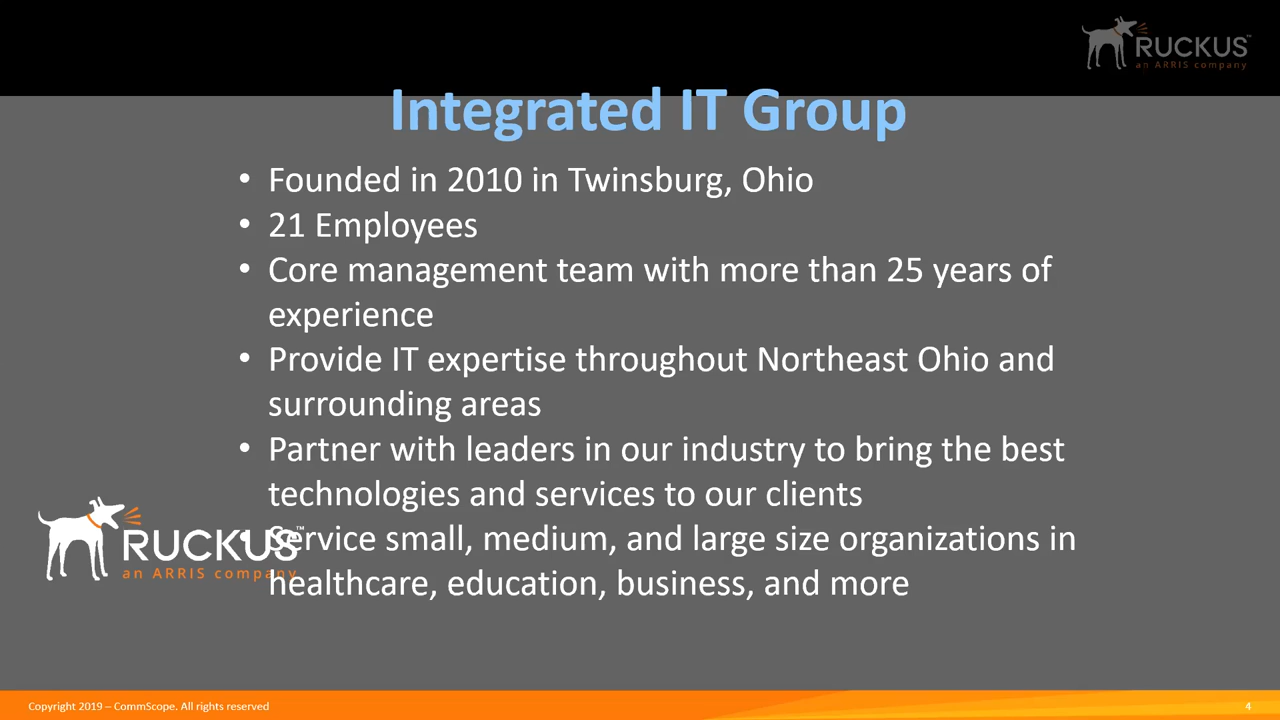 RUCKUS™
an ARRIS company
Integrated IT Group
• Founded in 2010 in Twinsburg, Ohio
• 21 Employees
• Core management team with more than 25 years of
experience
• Provide IT expertise throughout Northeast Ohio and
surrounding areas
• Partner with leaders in our industry to bring the best
technologies and services to our clients
• Service small, medium, and large size organizations in
healthcare, education, business, and more
RUCKUS™
an ARRIS company
Copyright 2019 – CommScope. All rights reserved
4